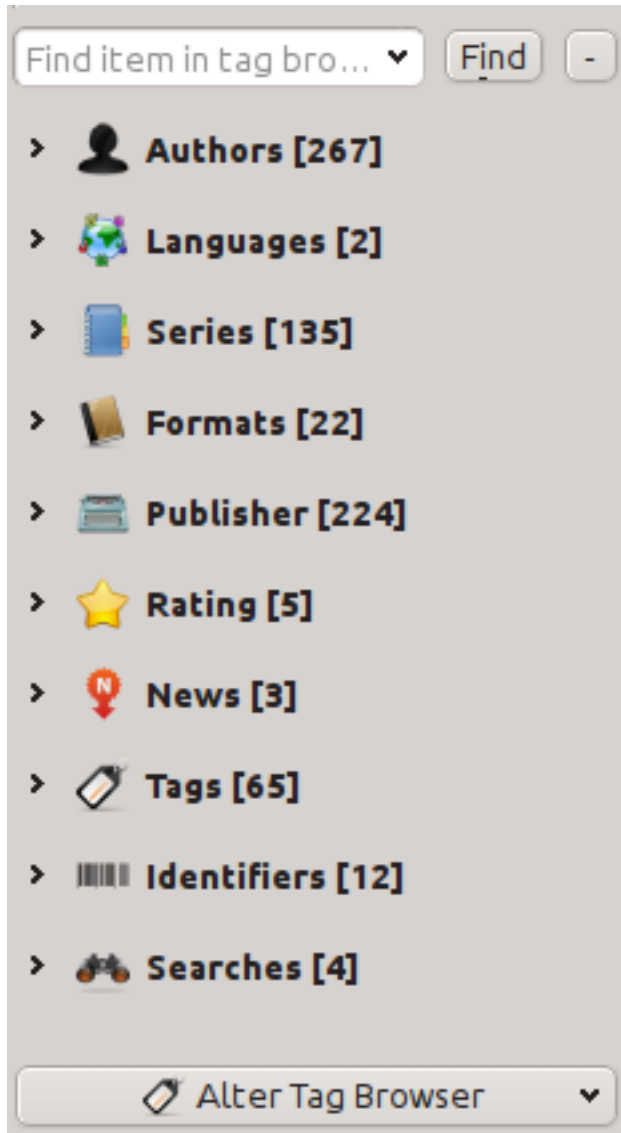 Find item in tag bro... Find -
Authors [267]
Languages [2]
Series [135]
Formats [22]
Publisher [224]
Rating [5]
N
News [3]
Tags [65]
Identifiers [12]
Searches [4]
Alter Tag Browser